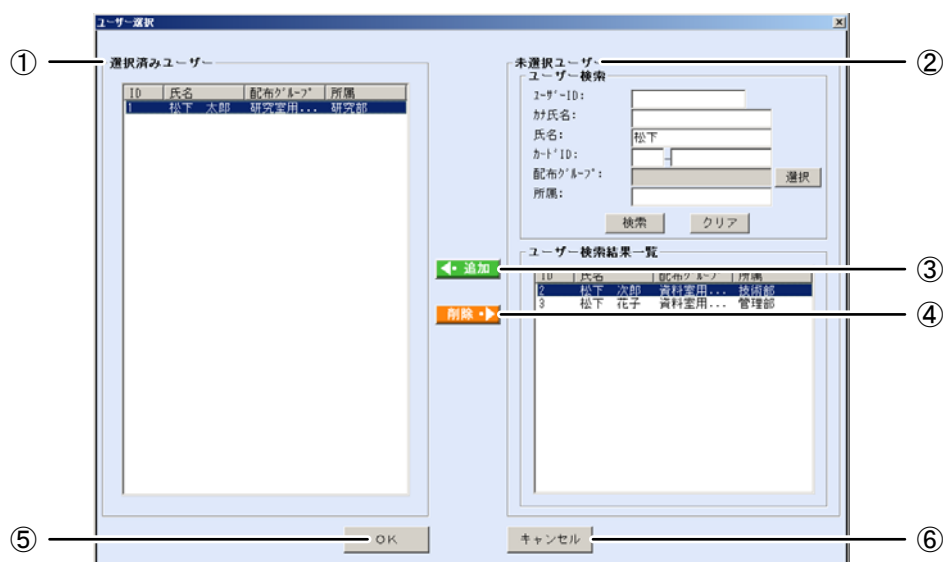 ユーザー選択
① 選択済みユーザー
ID 氏名 配布ｸﾞﾙｰﾌﾟ 所属
1 松下 太郎 研究室用... 研究部
未選択ユーザー ②
ユーザー検索
ﾕｰｻﾞｰID:
ｶﾅ氏名:
氏名: 松下
ｶｰﾄﾞID: -
配布ｸﾞﾙｰﾌﾟ: 選択
所属:
検索 クリア
ユーザー検索結果一覧
追加 ③
ID 氏名 配布ｸﾞﾙｰﾌﾟ 所属
2 松下 次郎 資料室用... 技術部
3 松下 花子 資料室用... 管理部
削除 ④
⑤ OK
キャンセル ⑥